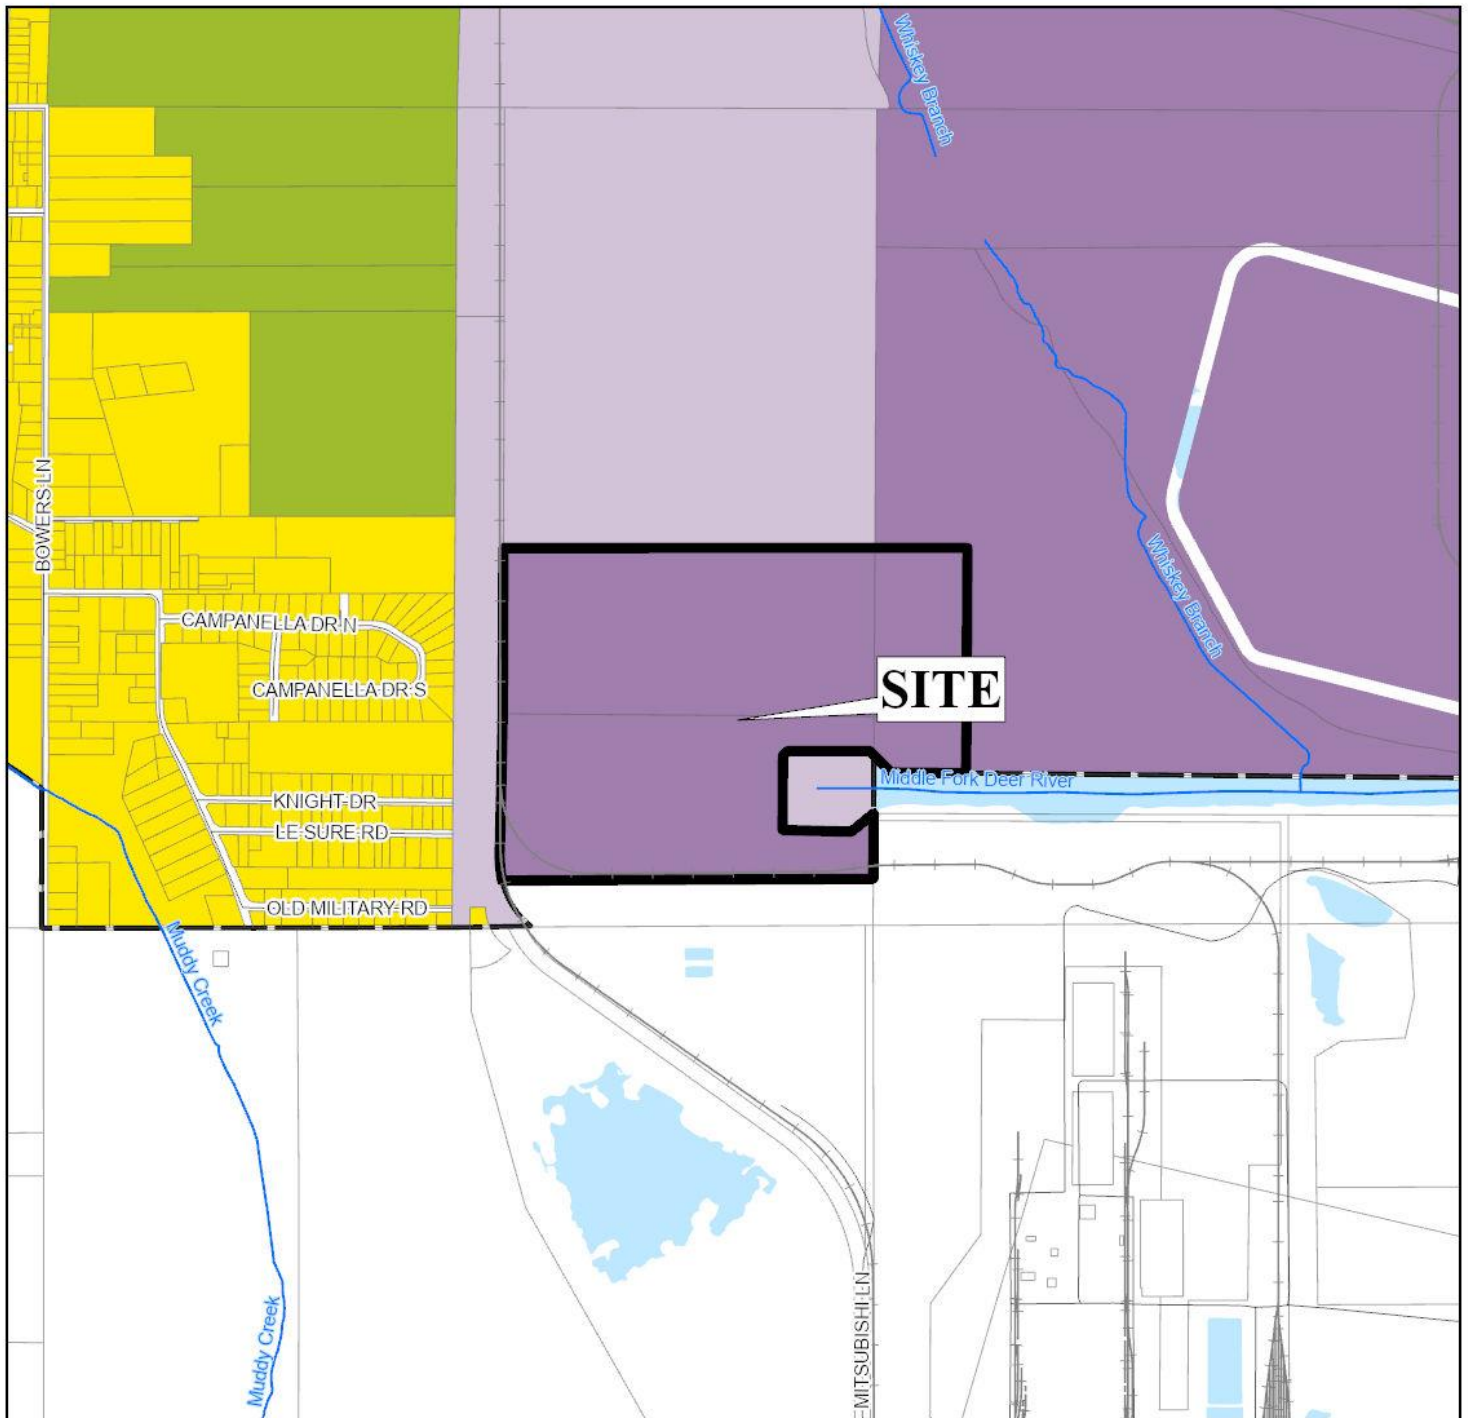 Whiskey Branch
BOWERS LN
Whiskey Branch
CAMPANELLA DR N
SITE
CAMPANELLA DR S
Middle Fork Deer River
KNIGHT DR
LE SURE RD
OLD MILITARY RD
Muddy Creek
MITSUBISHI LN
Muddy Creek